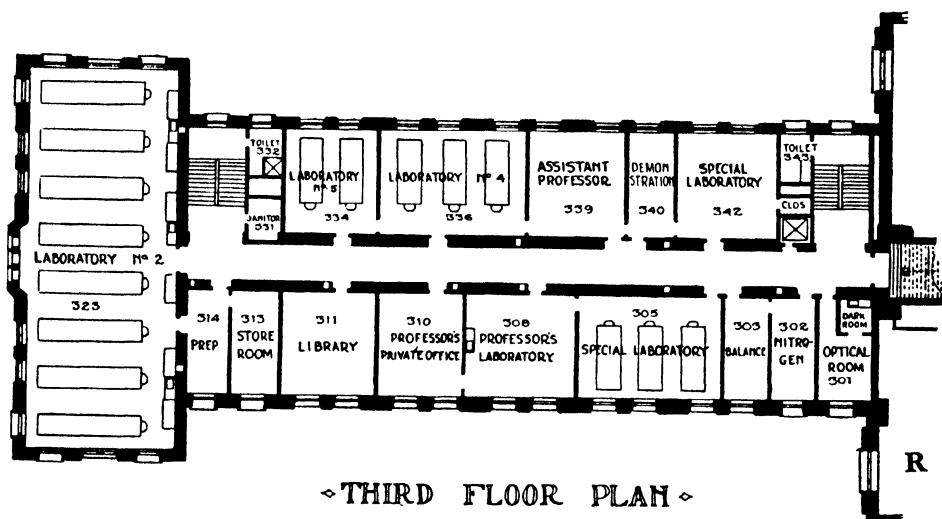 TOILET
332
LABORATORY
Nº 5
334
LABORATORY Nº 4
336
ASSISTANT
PROFESSOR
339
DEMON
STRATION
340
SPECIAL
LABORATORY
342
TOILET
343
CLOS
JANITOR
331
LABORATORY Nº 2
323
314
PREP
313
STORE
ROOM
311
LIBRARY
310
PROFESSOR'S
PRIVATE OFFICE
308
PROFESSOR'S
LABORATORY
305
SPECIAL LABORATORY
303
BALANCE
302
NITRO-
GEN
DARK
ROOM
OPTICAL
ROOM
301
R
THIRD FLOOR PLAN